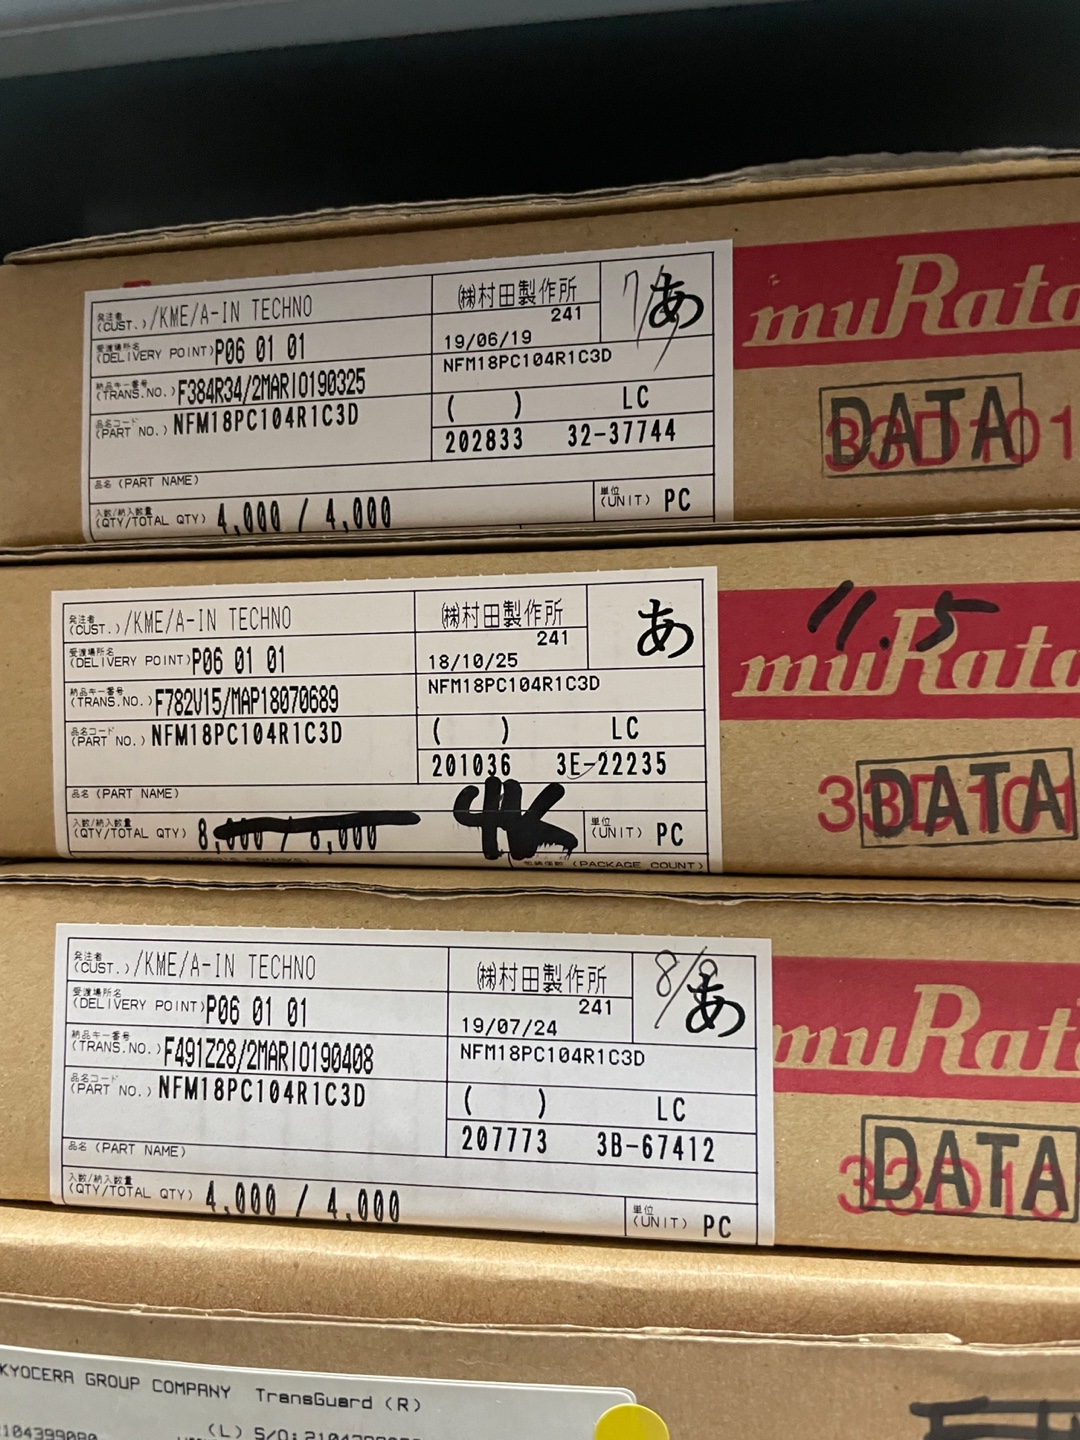 発注者
(CUST.)/KME/A-IN TECHNO
受渡場所名
(DELIVERY POINT)P06 01 01
納品キー番号
(TRANS.NO.)F384R34/2MARIO190325
品名コード
(PART NO.)NFM18PC104R1C3D
品名 (PART NAME)
入数/納入数量
(QTY/TOTAL QTY) 4,000 / 4,000
㈱村田製作所
241
19/06/19
NFM18PC104R1C3D
( ) LC
202833 32-37744
単位
(UNIT) PC
あ
muRata
DATA
発注者
(CUST.)/KME/A-IN TECHNO
受渡場所名
(DELIVERY POINT)P06 01 01
納品キー番号
(TRANS.NO.)F782V15/MAP18070689
品名コード
(PART NO.)NFM18PC104R1C3D
品名 (PART NAME)
入数/納入数量
(QTY/TOTAL QTY) 8,000 / 8,000
4K
㈱村田製作所
241
18/10/25
NFM18PC104R1C3D
( ) LC
201036 3E-22235
単位
(UNIT) PC
(PACKAGE COUNT)
あ
11.5
muRata
DATA
発注者
(CUST.)/KME/A-IN TECHNO
受渡場所名
(DELIVERY POINT)P06 01 01
納品キー番号
(TRANS.NO.)F491Z28/2MARIO190408
品名コード
(PART NO.)NFM18PC104R1C3D
品名 (PART NAME)
入数/納入数量
(QTY/TOTAL QTY) 4,000 / 4,000
㈱村田製作所
241
19/07/24
NFM18PC104R1C3D
( ) LC
207773 3B-67412
単位
(UNIT) PC
8/8
あ
muRata
DATA
KYOCERA GROUP COMPANY TransGuard (R)
(L) S/O: